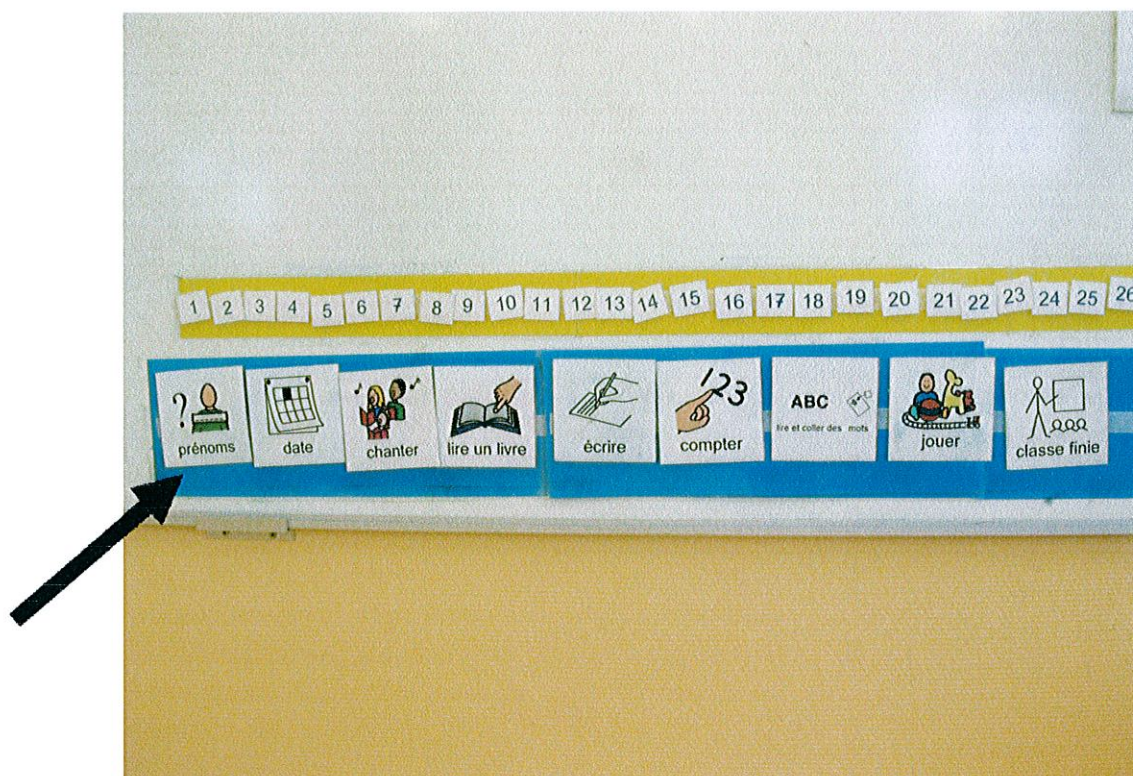 1 2 3 4 5 6 7 8 9 10 11 12 13 14 15 16 17 18 19 20 21 22 23 24 25 26
?
123
ABC
prénoms date chanter lire un livre écrire compter lire et coller des mots jouer classe finie